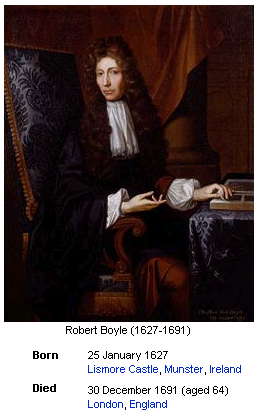 Robert Boyle (1627-1691)
Born 25 January 1627
Lismore Castle, Munster, Ireland
Died 30 December 1691 (aged 64)
London, England